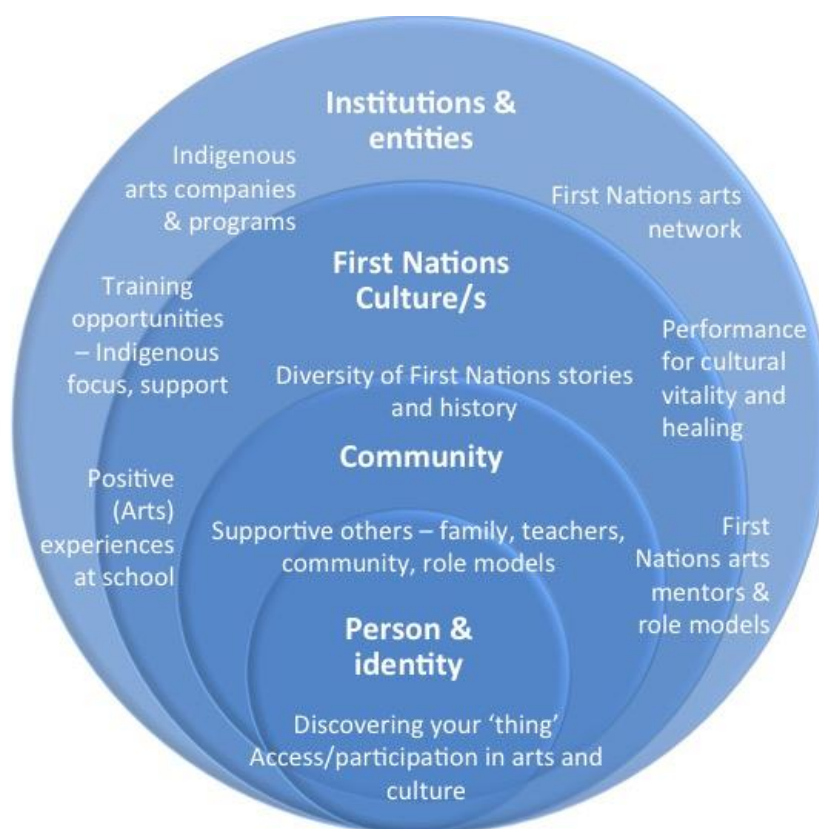 Institutions &
entities
Indigenous
arts companies
& programs
First Nations arts
network
First Nations
Culture/s
Training
opportunities
– Indigenous
focus, support
Performance
for cultural
vitality and
healing
Diversity of First Nations stories
and history
Community
Positive
(Arts)
experiences
at school
Supportive others – family, teachers,
community, role models
First
Nations arts
mentors &
role models
Person &
identity
Discovering your ‘thing’
Access/participation in arts and
culture